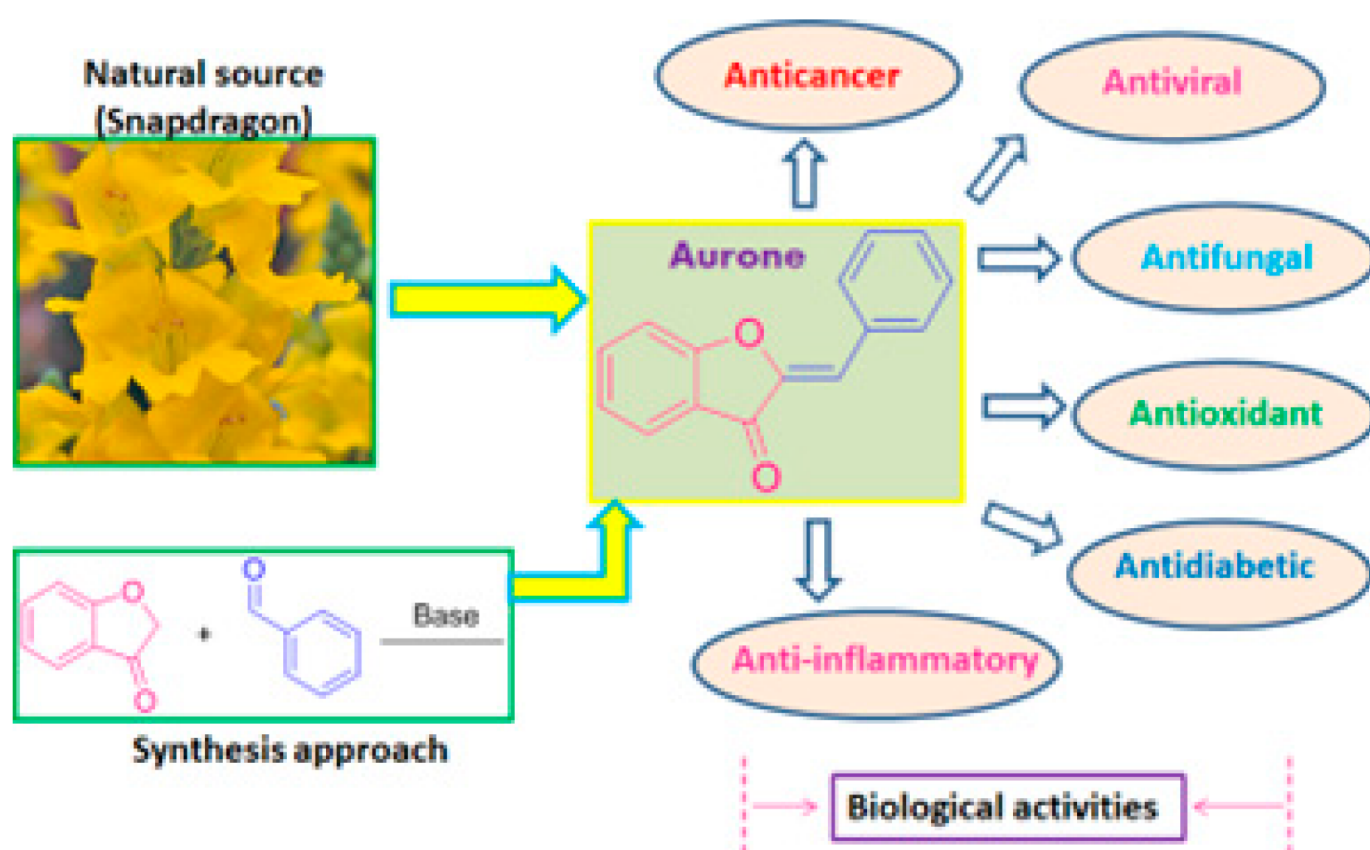 Natural source
(Snapdragon)
Anticancer
Antiviral
Aurone
O
O
Antifungal
Antioxidant
Antidiabetic
Anti-inflammatory
O
O
+
O
Base
Synthesis approach
Biological activities